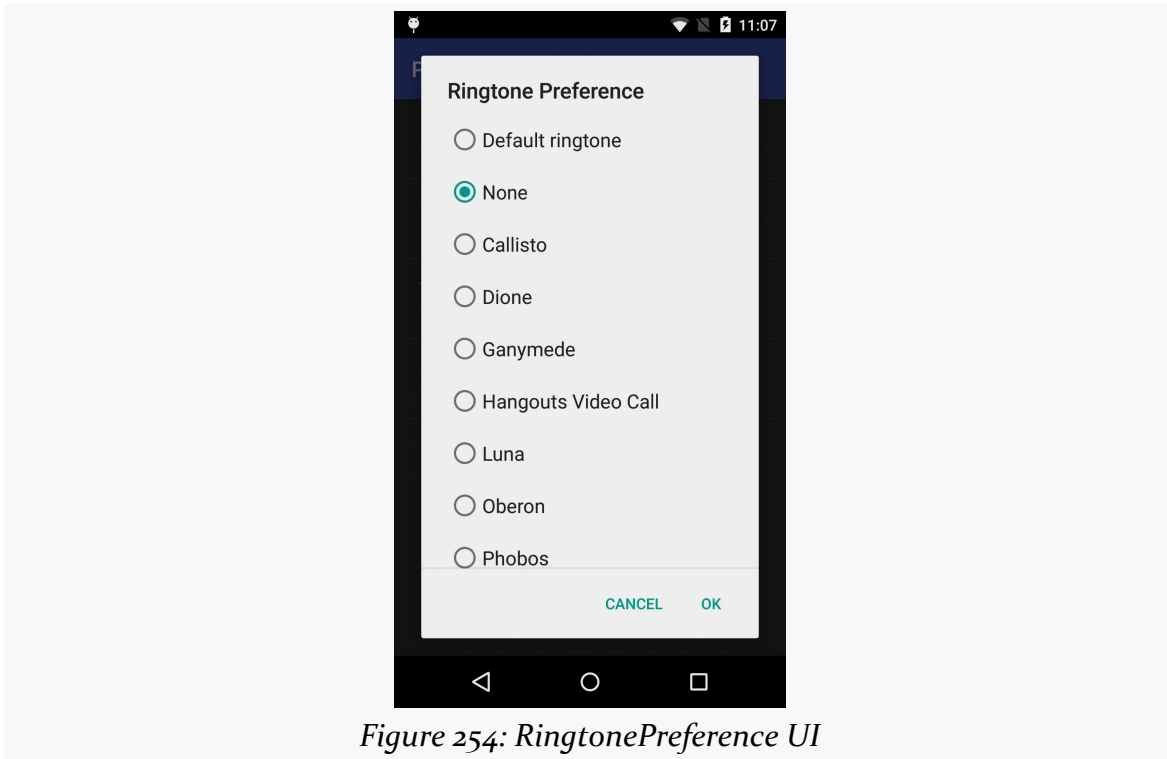 11:07
P
Ringtone Preference
Default ringtone
None
Callisto
Dione
Ganymede
Hangouts Video Call
Luna
Oberon
Phobos
CANCEL OK
Figure 254: RingtonePreference UI